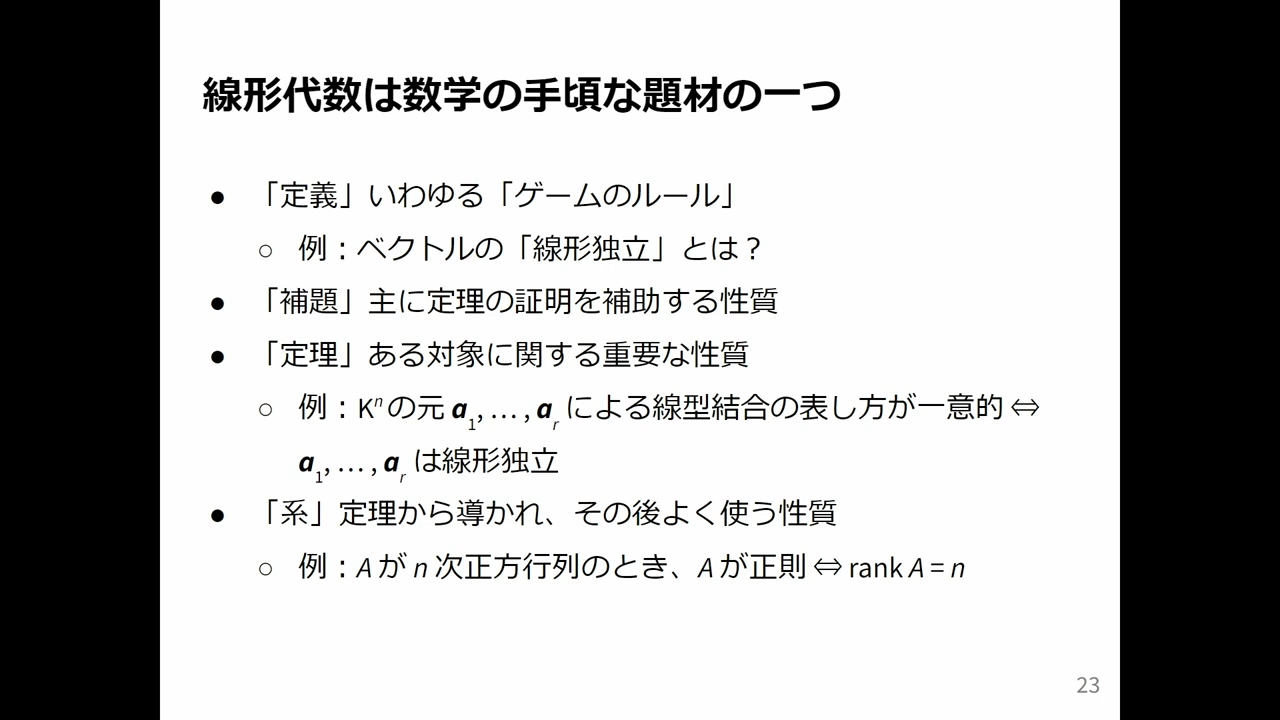 線形代数は数学の手頃な題材の一つ
● 「定義」いわゆる「ゲームのルール」
○ 例：ベクトルの「線形独立」とは？
● 「補題」主に定理の証明を補助する性質
● 「定理」ある対象に関する重要な性質
○ 例：Kⁿの元 a₁, … , aᵣ による線型結合の表し方が一意的 ⇔
a₁, … , aᵣ は線形独立
● 「系」定理から導かれ、その後よく使う性質
○ 例：A が n 次正方行列のとき、A が正則 ⇔ rank A = n
23